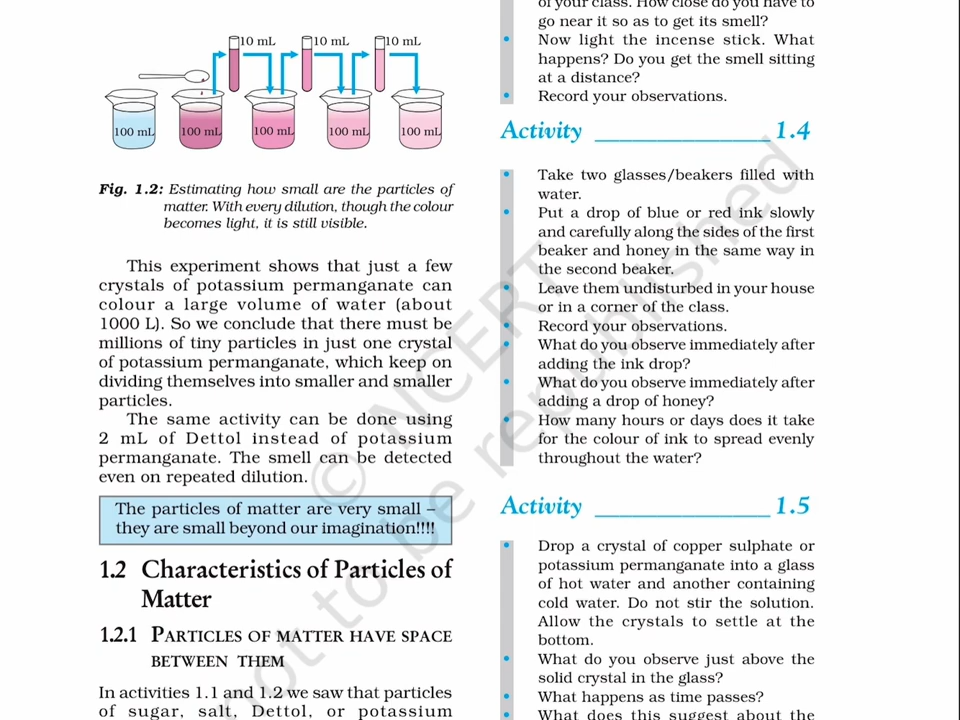 10 mL
10 mL
10 mL
100 mL
100 mL
100 mL
100 mL
100 mL
Fig. 1.2: Estimating how small are the particles of
matter. With every dilution, though the colour
becomes light, it is still visible.
This experiment shows that just a few
crystals of potassium permanganate can
colour a large volume of water (about
1000 L). So we conclude that there must be
millions of tiny particles in just one crystal
of potassium permanganate, which keep on
dividing themselves into smaller and smaller
particles.
The same activity can be done using
2 mL of Dettol instead of potassium
permanganate. The smell can be detected
even on repeated dilution.
The particles of matter are very small –
they are small beyond our imagination!!!!
1.2 Characteristics of Particles of
Matter
1.2.1 PARTICLES OF MATTER HAVE SPACE
BETWEEN THEM
In activities 1.1 and 1.2 we saw that particles
of sugar, salt, Dettol, or potassium
of your class. How close do you have to
go near it so as to get its smell?
• Now light the incense stick. What
happens? Do you get the smell sitting
at a distance?
• Record your observations.
Activity ______________ 1.4
• Take two glasses/beakers filled with
water.
• Put a drop of blue or red ink slowly
and carefully along the sides of the first
beaker and honey in the same way in
the second beaker.
• Leave them undisturbed in your house
or in a corner of the class.
• Record your observations.
• What do you observe immediately after
adding the ink drop?
• What do you observe immediately after
adding a drop of honey?
• How many hours or days does it take
for the colour of ink to spread evenly
throughout the water?
Activity ______________ 1.5
• Drop a crystal of copper sulphate or
potassium permanganate into a glass
of hot water and another containing
cold water. Do not stir the solution.
Allow the crystals to settle at the
bottom.
• What do you observe just above the
solid crystal in the glass?
• What happens as time passes?
• What does this suggest about the
© NCERT
not to be republished